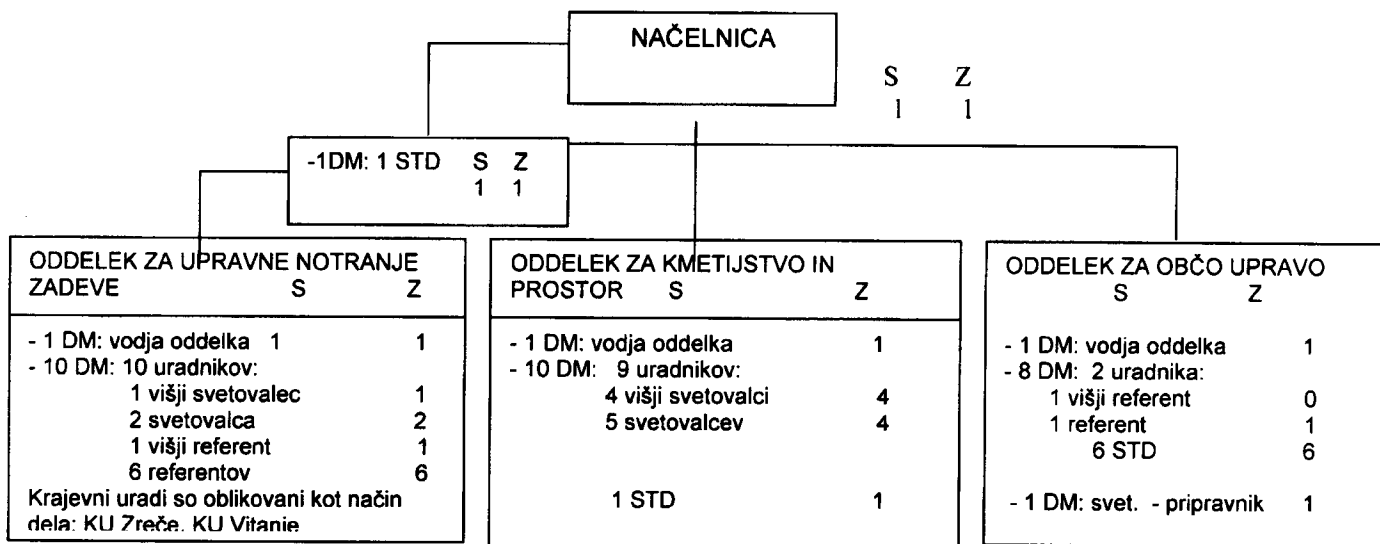 NAČELNICA
S Z
1 1
-1DM: 1 STD S Z
1 1
ODDELEK ZA UPRAVNE NOTRANJE
ZADEVE S Z
- 1 DM: vodja oddelka 1 1
- 10 DM: 10 uradnikov:
1 višji svetovalec 1
2 svetovalca 2
1 višji referent 1
6 referentov 6
Krajevni uradi so oblikovani kot način
dela: KU Zreče, KU Vitanje
ODDELEK ZA KMETIJSTVO IN
PROSTOR S Z
- 1 DM: vodja oddelka 1
- 10 DM: 9 uradnikov:
4 višji svetovalci 4
5 svetovalcev 4
1 STD 1
ODDELEK ZA OBČO UPRAVO
S Z
- 1 DM: vodja oddelka 1
- 8 DM: 2 uradnika:
1 višji referent 0
1 referent 1
6 STD 6
- 1 DM: svet. - pripravnik 1